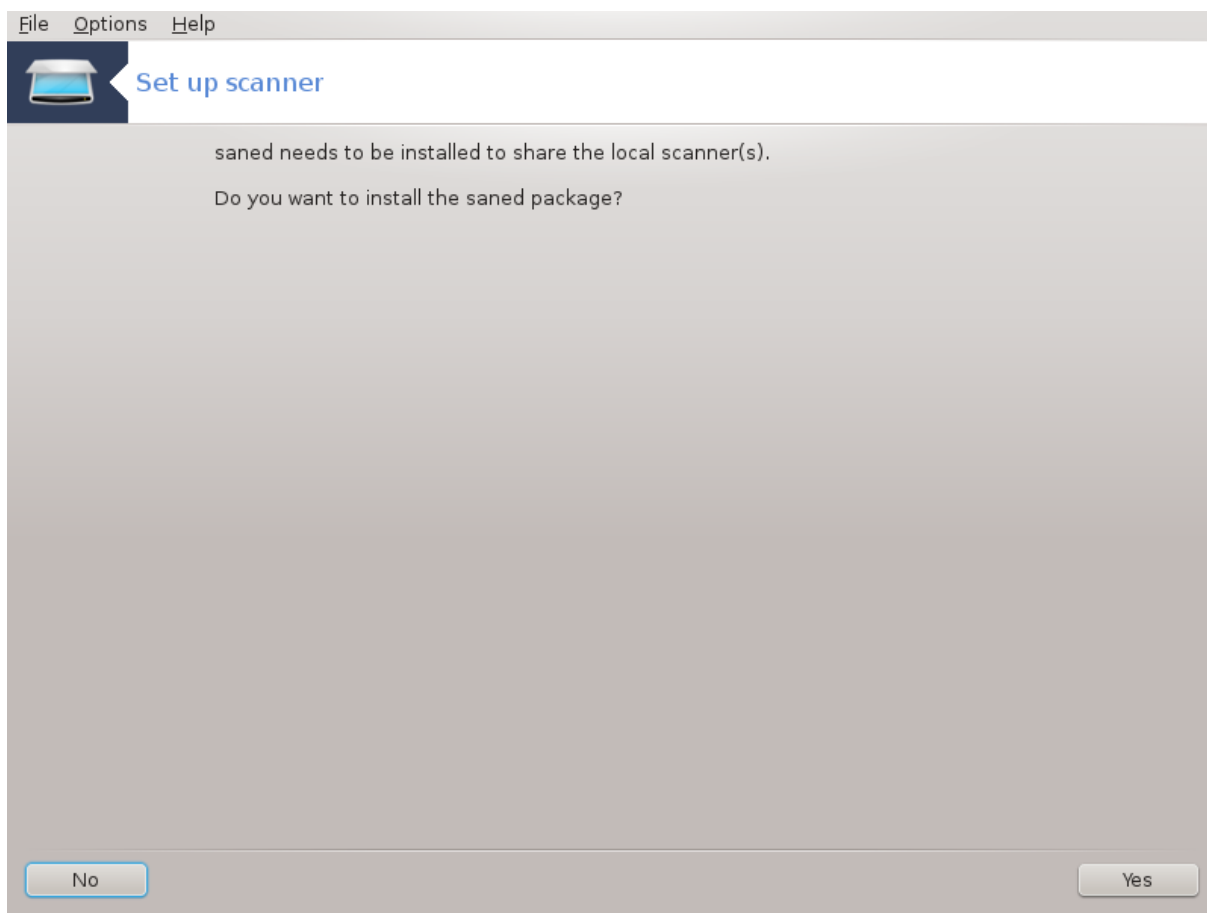 File Options Help
Set up scanner
saned needs to be installed to share the local scanner(s).
Do you want to install the saned package?
No Yes